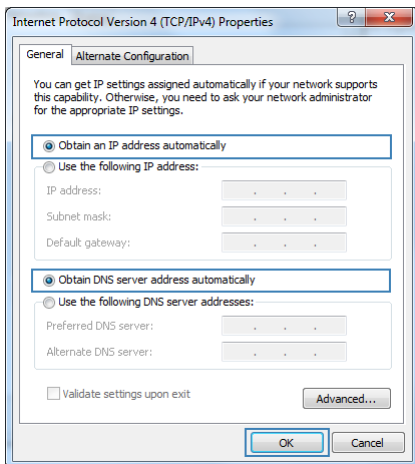 Internet Protocol Version 4 (TCP/IPv4) Properties
General
Alternate Configuration
You can get IP settings assigned automatically if your network supports
this capability. Otherwise, you need to ask your network administrator
for the appropriate IP settings.
Obtain an IP address automatically
Use the following IP address:
IP address:
Subnet mask:
Default gateway:
Obtain DNS server address automatically
Use the following DNS server addresses:
Preferred DNS server:
Alternate DNS server:
Validate settings upon exit
Advanced...
OK
Cancel